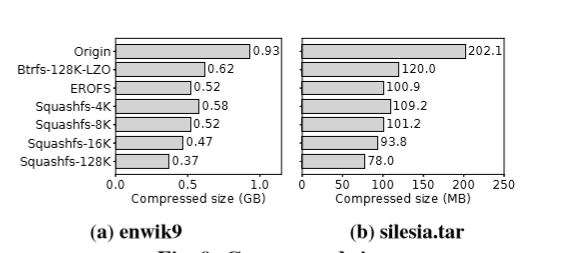 Origin 0.93 202.1
Btrfs-128K-LZO 0.62 120.0
EROFS 0.52 100.9
Squashfs-4K 0.58 109.2
Squashfs-8K 0.52 101.2
Squashfs-16K 0.47 93.8
Squashfs-128K 0.37 78.0
0.0 0.5 1.0 0 50 100 150 200 250
Compressed size (GB) Compressed size (MB)
(a) enwik9 (b) silesia.tar